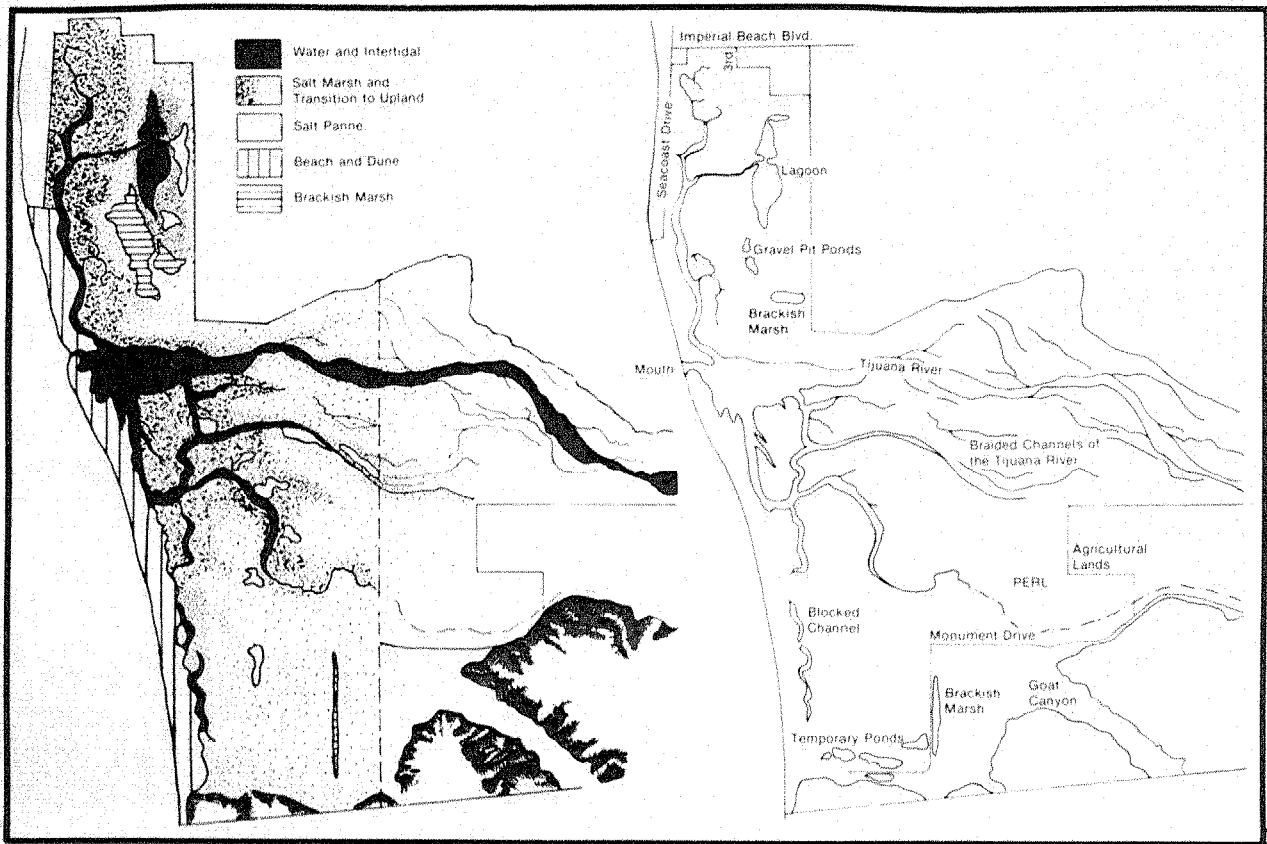 Water and Intertidal
Salt Marsh and
Transition to Upland
Salt Panne
Beach and Dune
Brackish Marsh
Imperial Beach Blvd.
3rd
Seacoast Drive
Lagoon
Gravel Pit Ponds
Brackish
Marsh
Mouth
Tijuana River
Braided Channels of
the Tijuana River
Agricultural
Lands
PERL
Blocked
Channel
Monument Drive
Brackish
Marsh
Goat
Canyon
Temporary Ponds